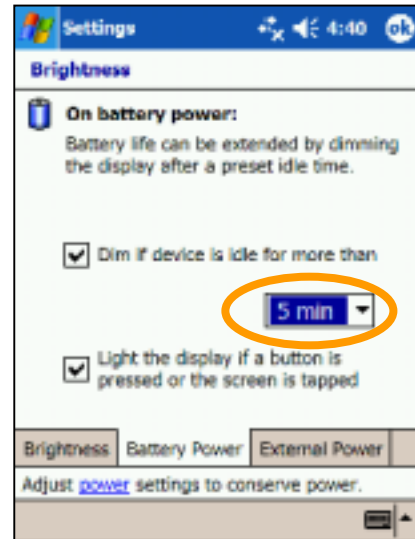 Settings 4:40 ok
Brightness
On battery power:
Battery life can be extended by dimming
the display after a preset idle time.
Dim if device is idle for more than
5 min
Light the display if a button is
pressed or the screen is tapped
Brightness Battery Power External Power
Adjust power settings to conserve power.